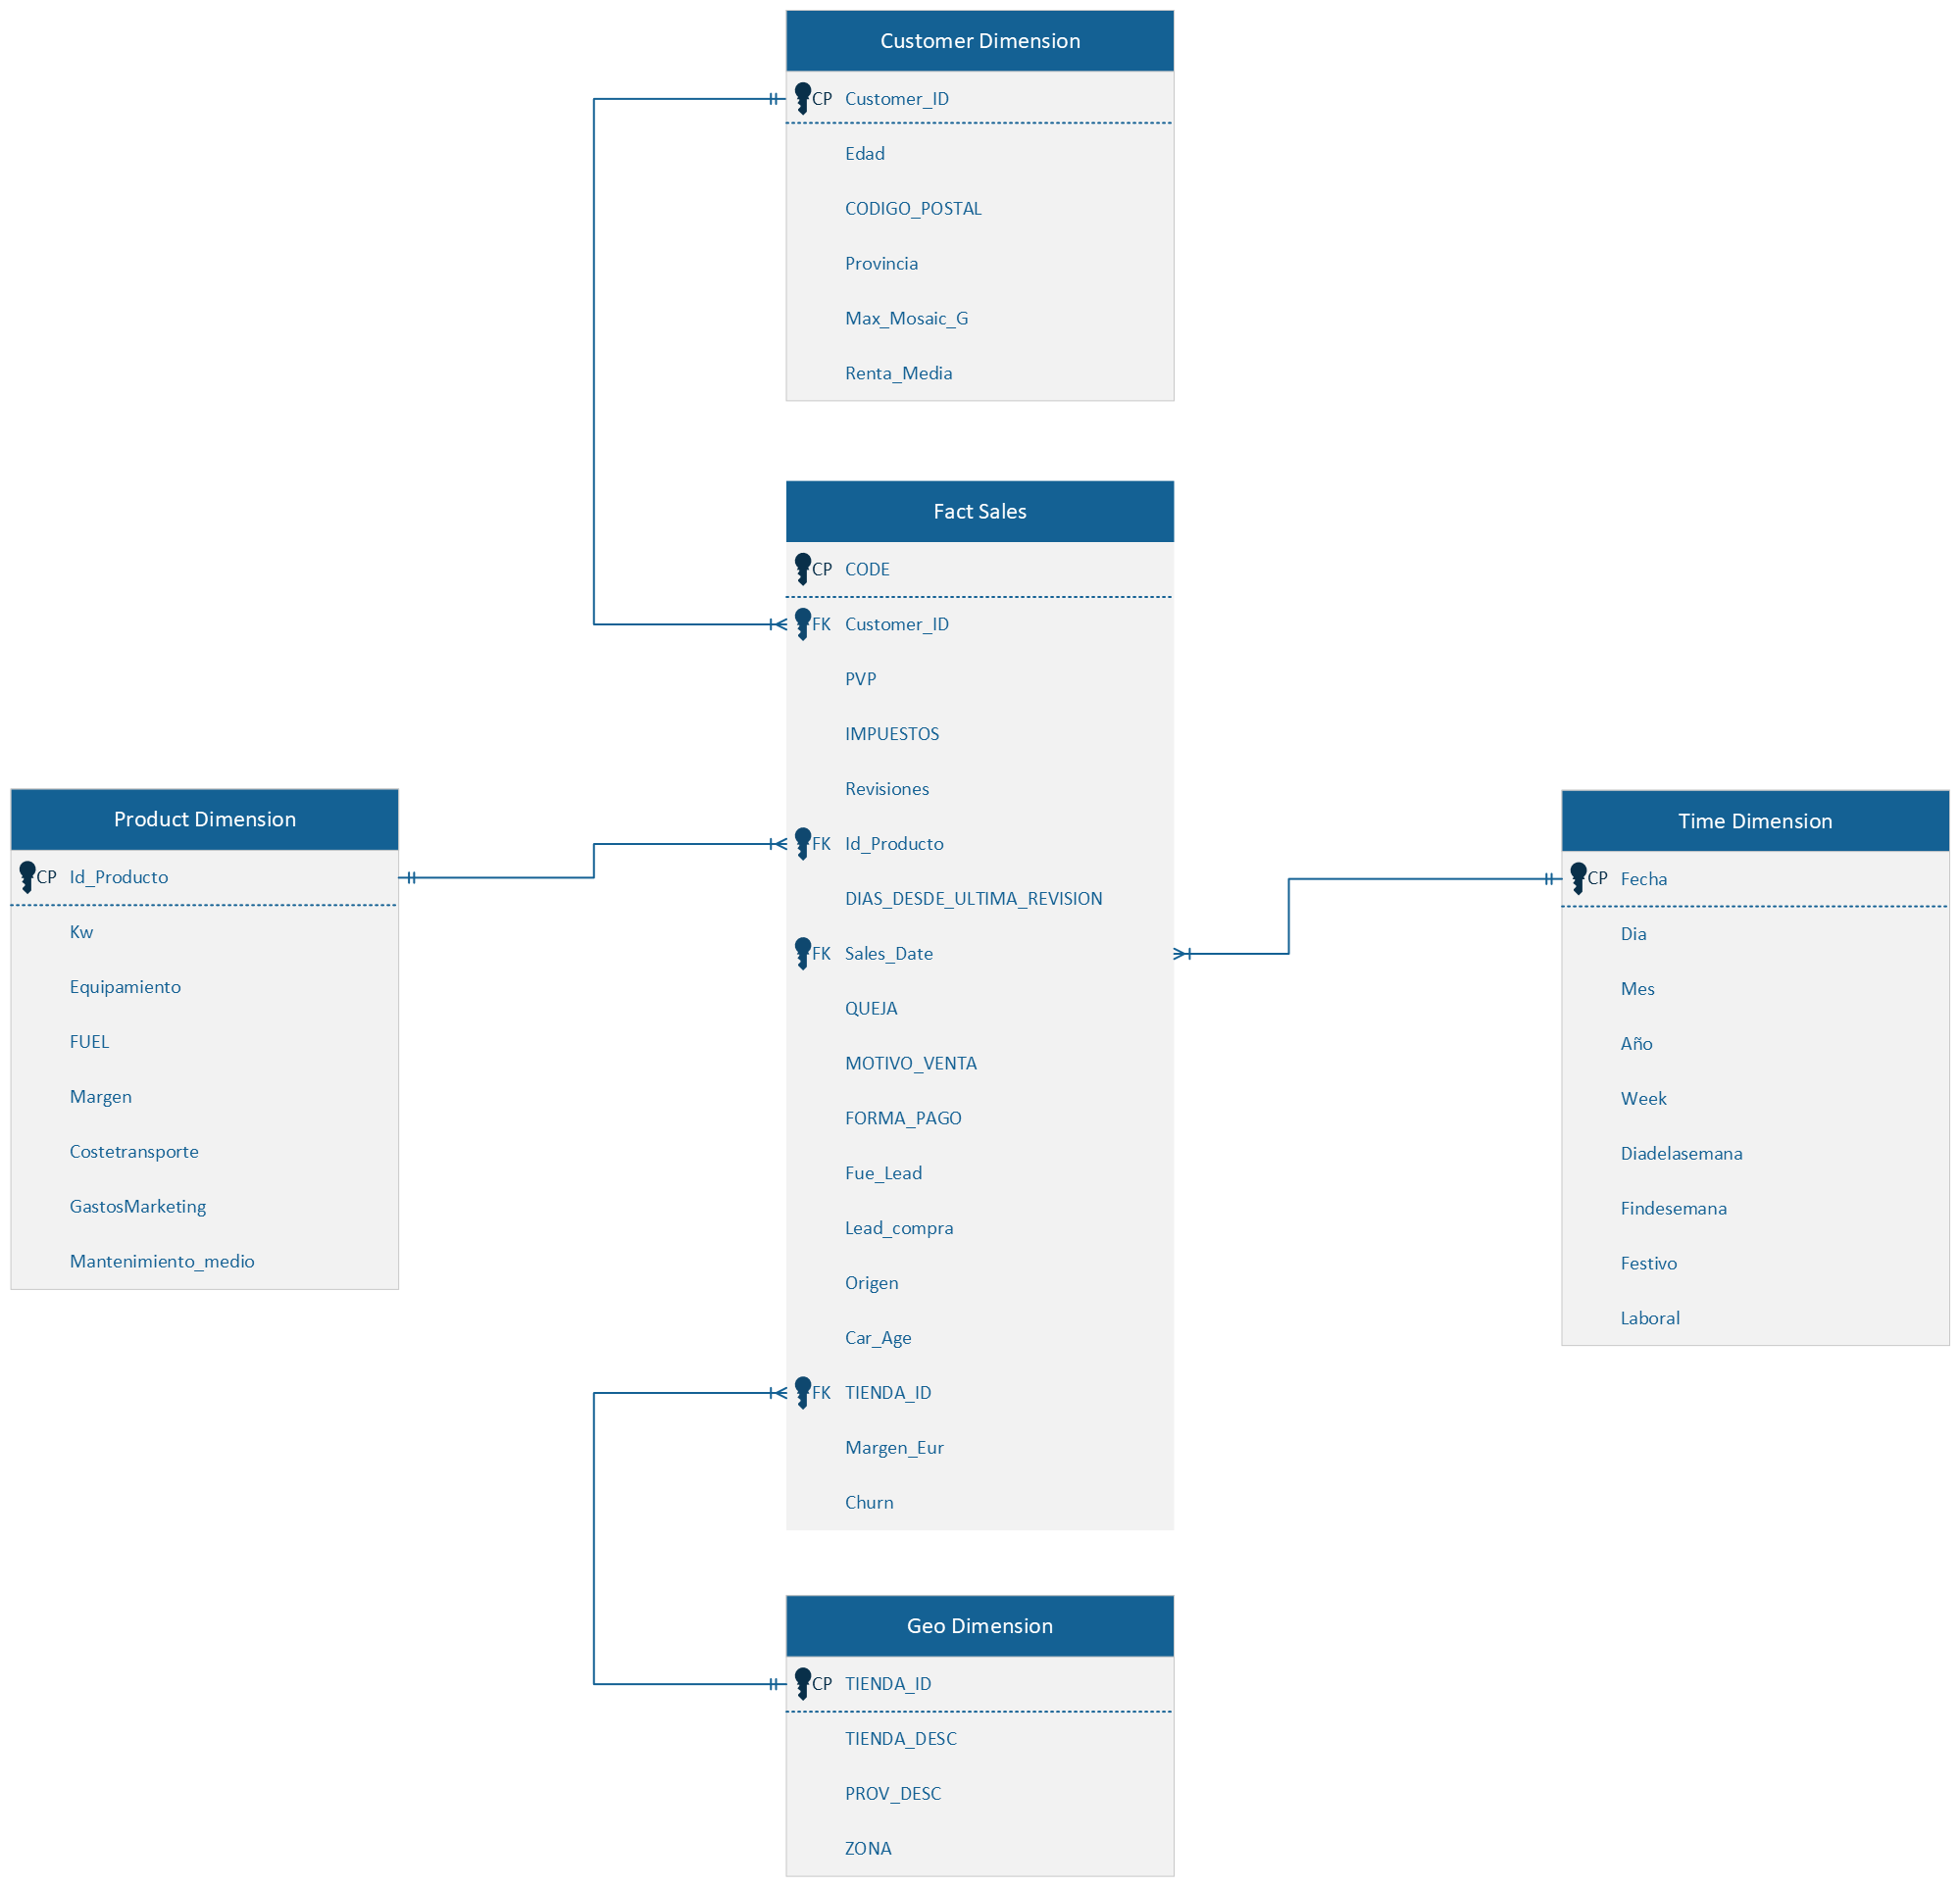 Customer Dimension
CP Customer_ID
Edad
CODIGO_POSTAL
Provincia
Max_Mosaic_G
Renta_Media
Fact Sales
CP CODE
FK Customer_ID
PVP
IMPUESTOS
Revisiones
FK Id_Producto
DIAS_DESDE_ULTIMA_REVISION
FK Sales_Date
QUEJA
MOTIVO_VENTA
FORMA_PAGO
Fue_Lead
Lead_compra
Origen
Car_Age
FK TIENDA_ID
Margen_Eur
Churn
Product Dimension
CP Id_Producto
Kw
Equipamiento
FUEL
Margen
Costetransporte
GastosMarketing
Mantenimiento_medio
Time Dimension
CP Fecha
Dia
Mes
Año
Week
Diadelasemana
Findesemana
Festivo
Laboral
Geo Dimension
CP TIENDA_ID
TIENDA_DESC
PROV_DESC
ZONA